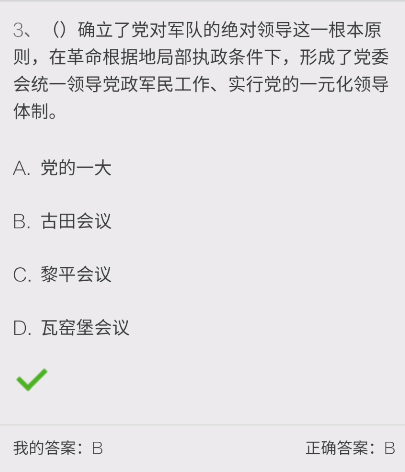 3、（）确立了党对军队的绝对领导这一根本原
则，在革命根据地局部执政条件下，形成了党委
会统一领导党政军民工作、实行党的一元化领导
体制。
A. 党的一大
B. 古田会议
C. 黎平会议
D. 瓦窑堡会议
我的答案：B 正确答案：B